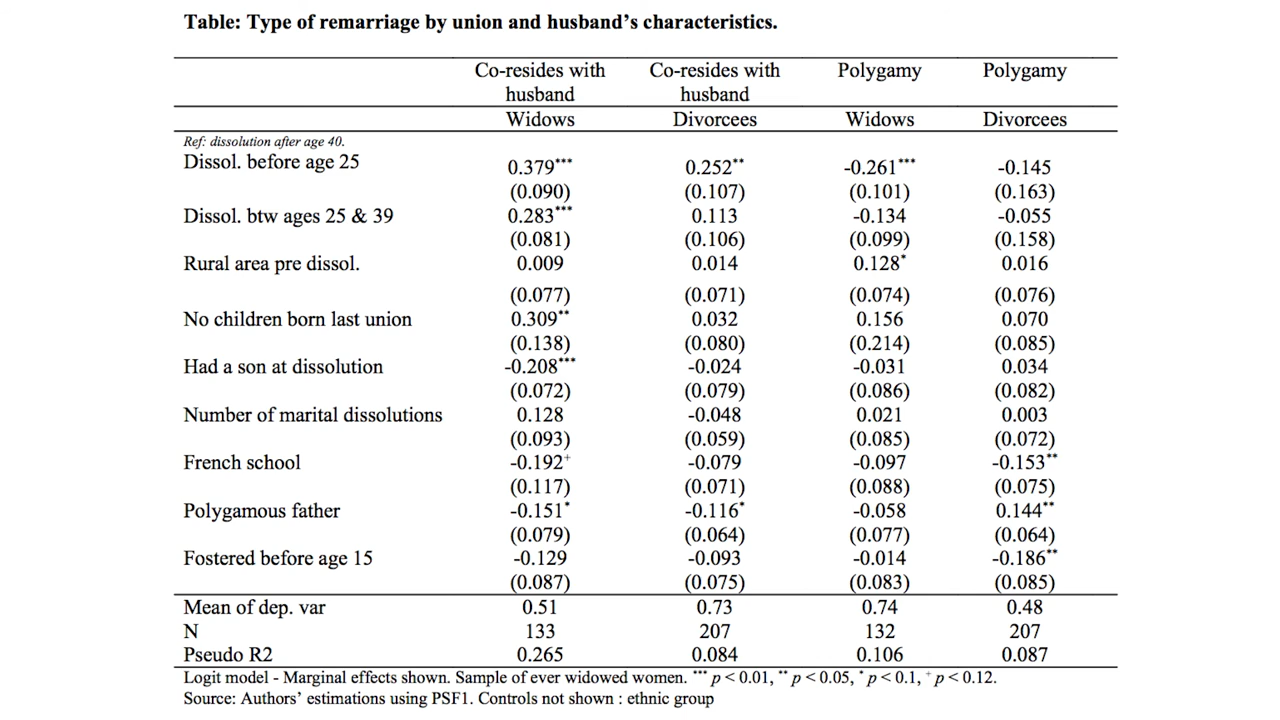 Table: Type of remarriage by union and husband’s characteristics.
Co-resides with husband Co-resides with husband Polygamy Polygamy
Widows Divorcees Widows Divorcees
Ref: dissolution after age 40.
Dissol. before age 25 0.379*** 0.252** -0.261*** -0.145
(0.090) (0.107) (0.101) (0.163)
Dissol. btw ages 25 & 39 0.283*** 0.113 -0.134 -0.055
(0.081) (0.106) (0.099) (0.158)
Rural area pre dissol. 0.009 0.014 0.128* 0.016
(0.077) (0.071) (0.074) (0.076)
No children born last union 0.309** 0.032 0.156 0.070
(0.138) (0.080) (0.214) (0.085)
Had a son at dissolution -0.208*** -0.024 -0.031 0.034
(0.072) (0.079) (0.086) (0.082)
Number of marital dissolutions 0.128 -0.048 0.021 0.003
(0.093) (0.059) (0.085) (0.072)
French school -0.192+ -0.079 -0.097 -0.153**
(0.117) (0.071) (0.088) (0.075)
Polygamous father -0.151* -0.116* -0.058 0.144**
(0.079) (0.064) (0.077) (0.064)
Fostered before age 15 -0.129 -0.093 -0.014 -0.186**
(0.087) (0.075) (0.083) (0.085)
Mean of dep. var 0.51 0.73 0.74 0.48
N 133 207 132 207
Pseudo R2 0.265 0.084 0.106 0.087
Logit model - Marginal effects shown. Sample of ever widowed women. *** p < 0.01, ** p < 0.05, * p < 0.1, + p < 0.12.
Source: Authors’ estimations using PSF1. Controls not shown : ethnic group